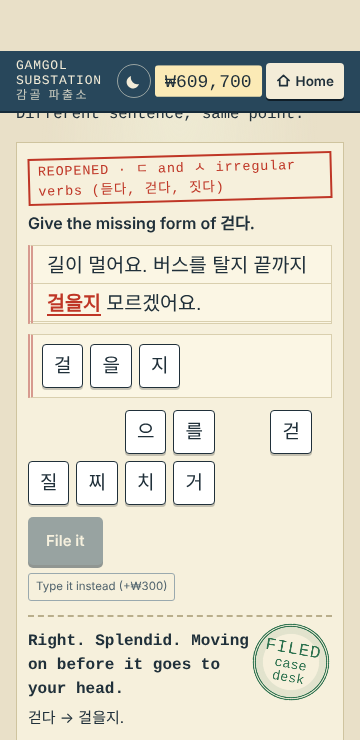 GAMGOL
SUBSTATION
감골 파출소
₩609,700
Home
Different sentence, same point.
REOPENED · ㄷ and ㅅ irregular
verbs (듣다, 걷다, 짓다)
Give the missing form of 걷다.
길이 멀어요. 버스를 탈지 끝까지
걸을지 모르겠어요.
걸 을 지
으 를 걷
질 찌 치 거
File it
Type it instead (+₩300)
Right. Splendid. Moving
on before it goes to
your head.
FILED
case
desk
걷다 → 걸을지.